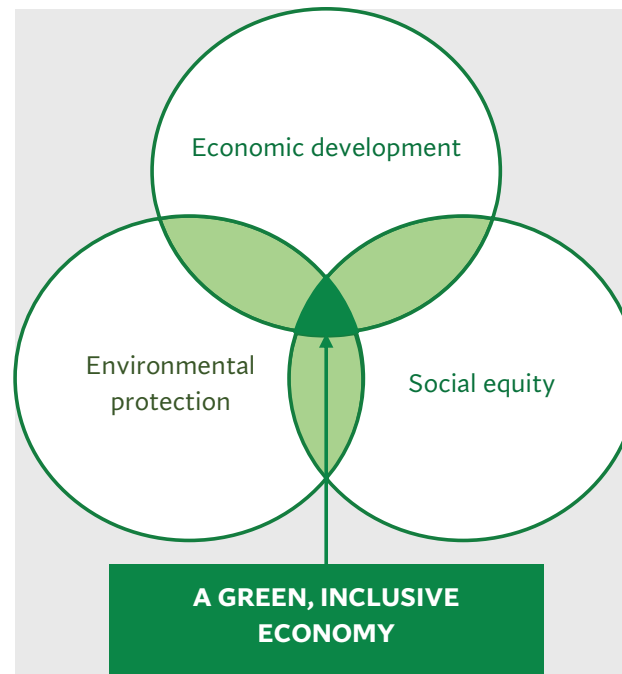 Economic development
Environmental
protection
Social equity
A GREEN, INCLUSIVE
ECONOMY